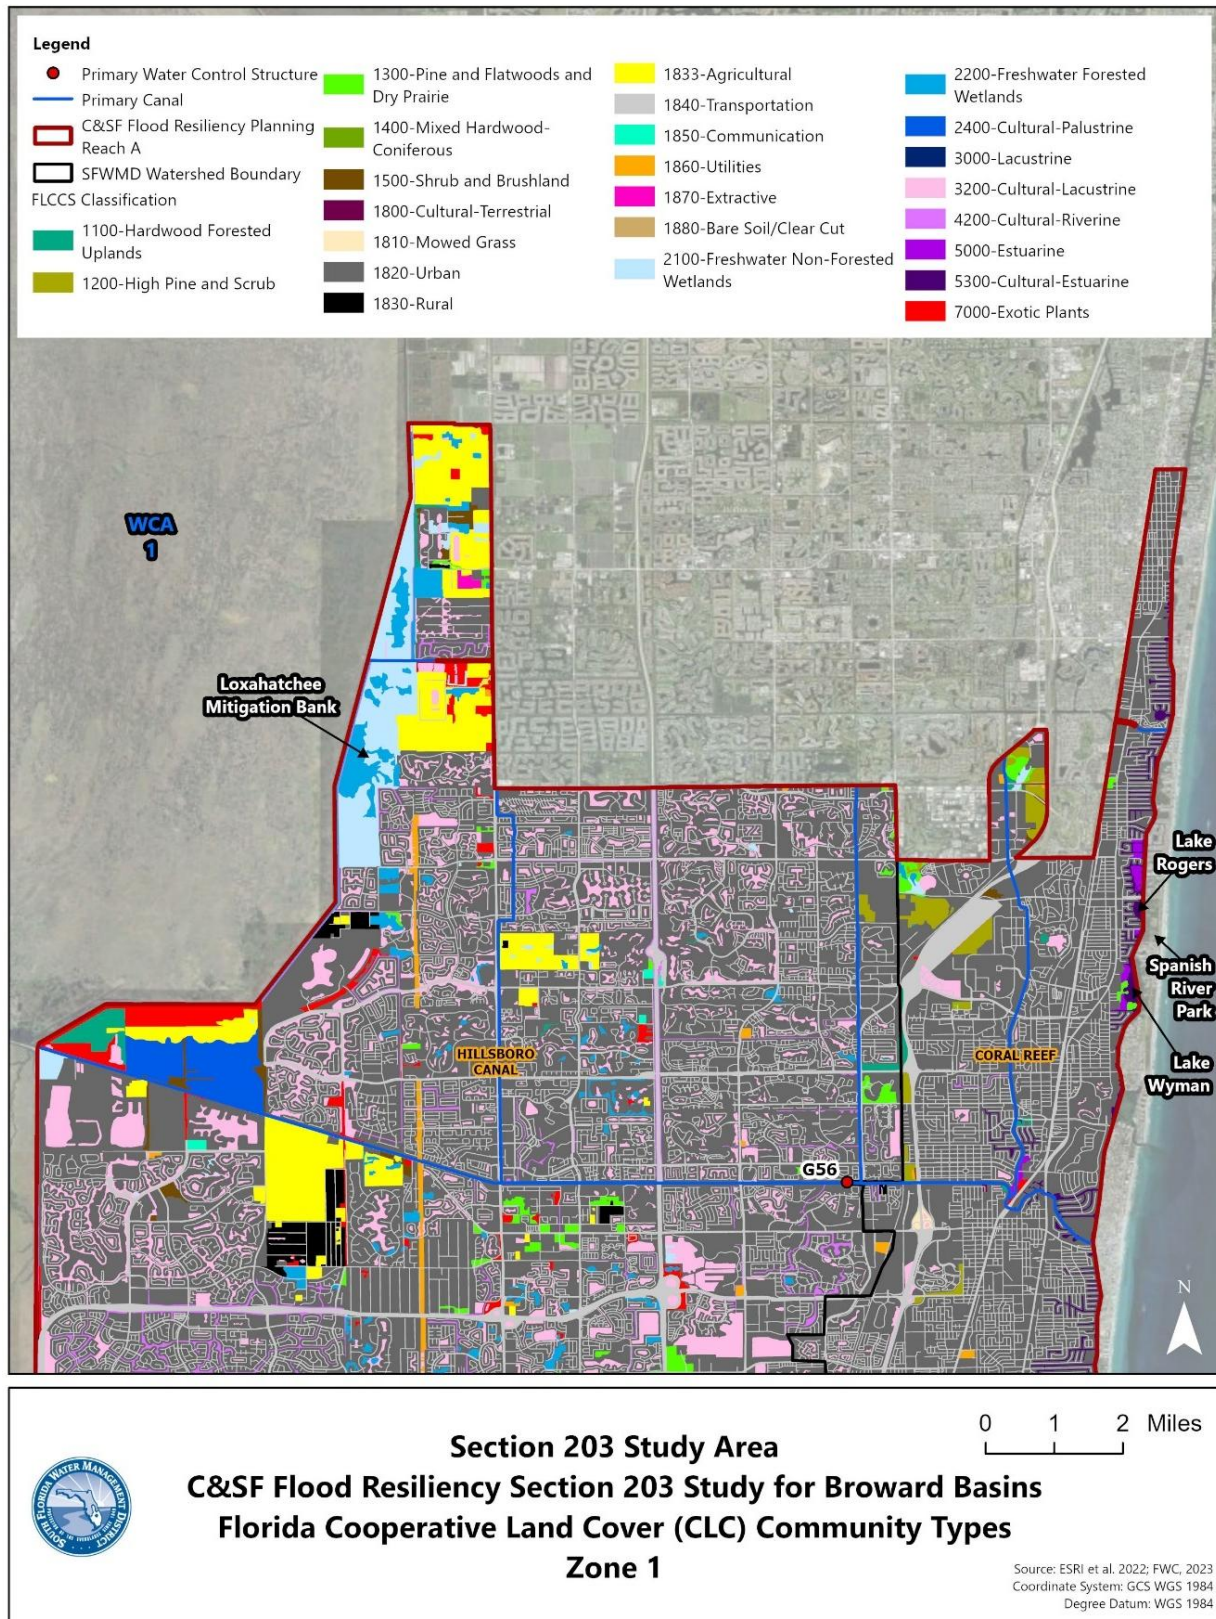 Legend
Primary Water Control Structure
Primary Canal
C&SF Flood Resiliency Planning
Reach A
SFWMD Watershed Boundary
FLCCS Classification
1100-Hardwood Forested
Uplands
1200-High Pine and Scrub
1300-Pine and Flatwoods and
Dry Prairie
1400-Mixed Hardwood-
Coniferous
1500-Shrub and Brushland
1800-Cultural-Terrestrial
1810-Mowed Grass
1820-Urban
1830-Rural
1833-Agricultural
1840-Transportation
1850-Communication
1860-Utilities
1870-Extractive
1880-Bare Soil/Clear Cut
2100-Freshwater Non-Forested
Wetlands
2200-Freshwater Forested
Wetlands
2400-Cultural-Palustrine
3000-Lacustrine
3200-Cultural-Lacustrine
4200-Cultural-Riverine
5000-Estuarine
5300-Cultural-Estuarine
7000-Exotic Plants
WCA
1
Loxahatchee
Mitigation Bank
Lake
Rogers
Spanish
River
Park
Lake
Wyman
HILLSBORO
CANAL
CORAL REEF
G56
N
0 1 2 Miles
Section 203 Study Area
C&SF Flood Resiliency Section 203 Study for Broward Basins
Florida Cooperative Land Cover (CLC) Community Types
Zone 1
SOUTH FLORIDA WATER MANAGEMENT DISTRICT
Source: ESRI et al. 2022; FWC, 2023
Coordinate System: GCS WGS 1984
Degree Datum: WGS 1984